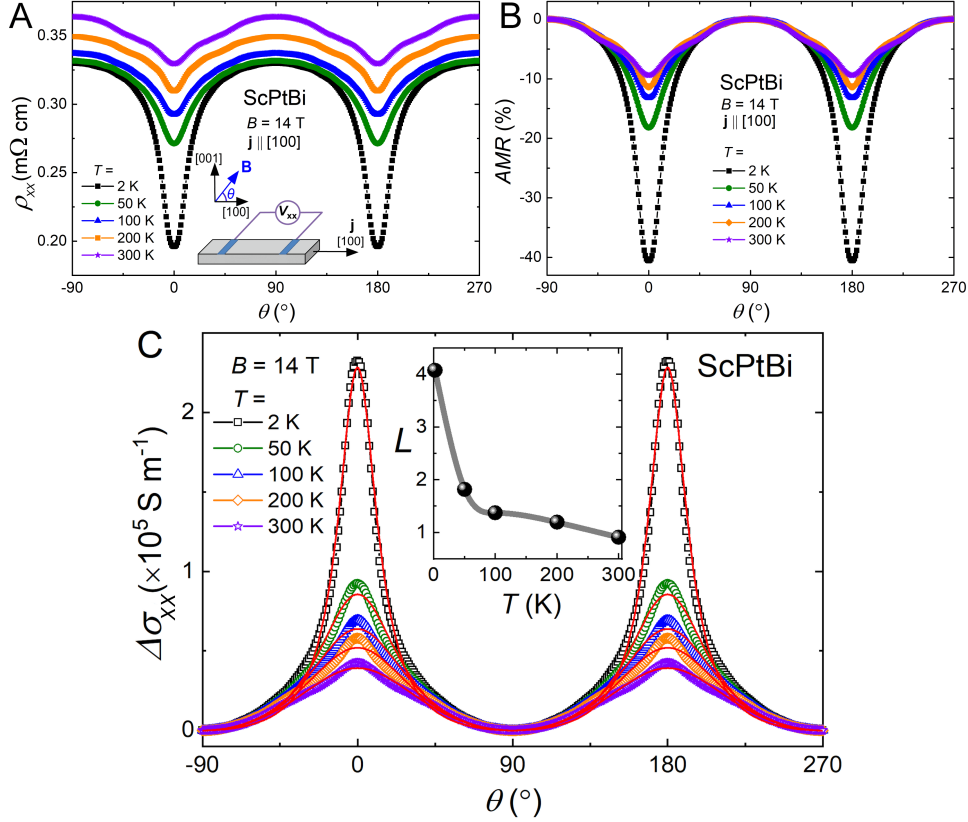 A
ρxx(mΩ cm)
0.35
0.30
0.25
0.20
ScPtBi
B = 14 T
j || [100]
T =
2 K
50 K
100 K
200 K
300 K
[001]
B
θ
[100]
Vxx
j
[100]
-90 0 90 180 270
θ (°)
B
AMR (%)
0
-10
-20
-30
-40
ScPtBi
B = 14 T
j || [100]
T =
2 K
50 K
100 K
200 K
300 K
-90 0 90 180 270
θ (°)
C
Δσxx(×10⁵ S m⁻¹)
2
1
0
B = 14 T
T =
2 K
50 K
100 K
200 K
300 K
L
4
3
2
1
0 100 200 300
T (K)
ScPtBi
-90 0 90 180 270
θ (°)